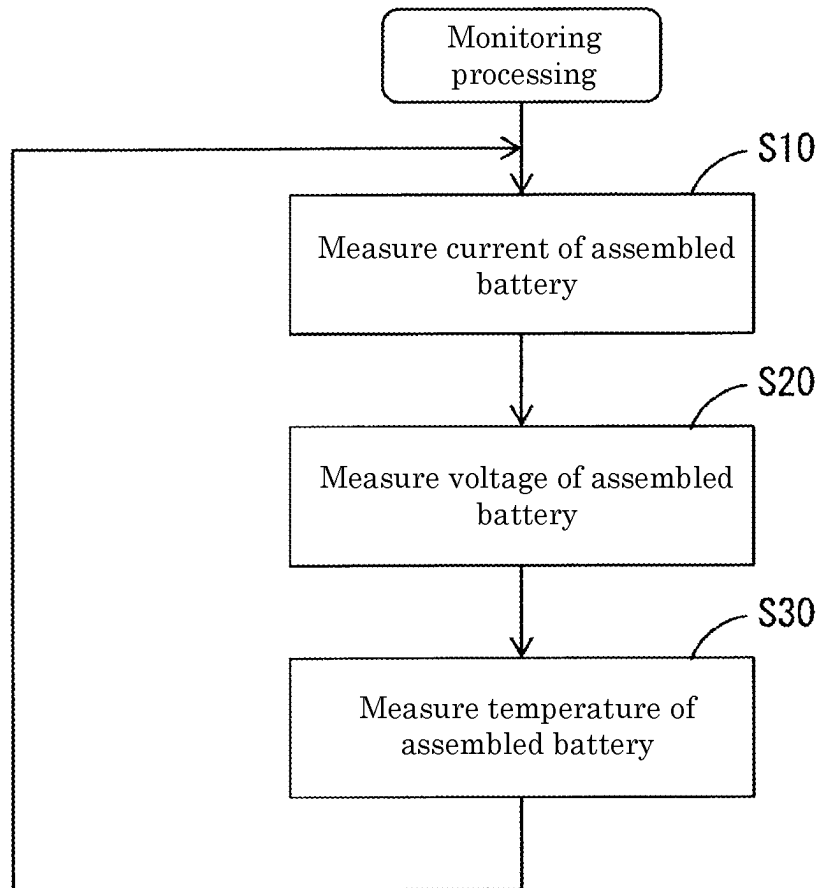 Monitoring
processing
S10
Measure current of assembled
battery
S20
Measure voltage of assembled
battery
S30
Measure temperature of
assembled battery